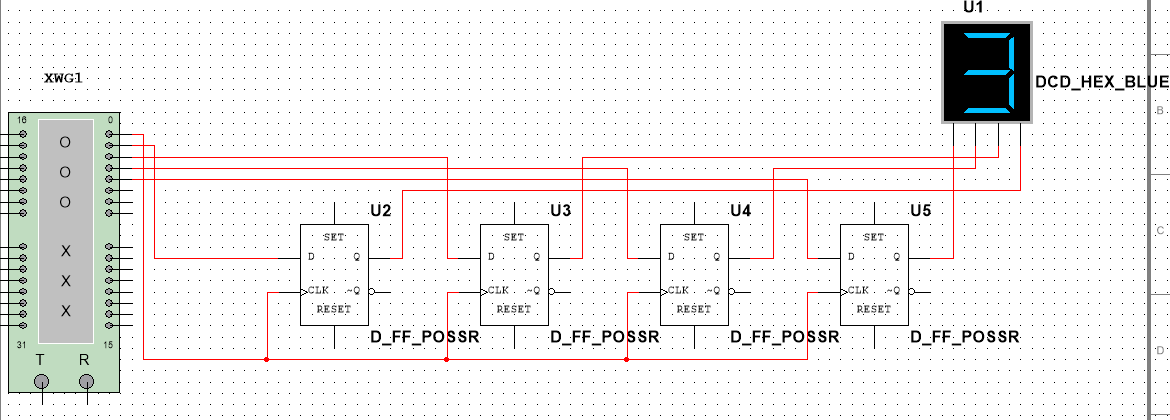 U1
3
DCD_HEX_BLUE
XWG1
16 0
O
O
O
X
X
X
31 15
T R
U2
SET
D Q
CLK ~Q
RESET
D_FF_POSSR
U3
SET
D Q
CLK ~Q
RESET
D_FF_POSSR
U4
SET
D Q
CLK ~Q
RESET
D_FF_POSSR
U5
SET
D Q
CLK ~Q
RESET
D_FF_POSSR
B
C
D